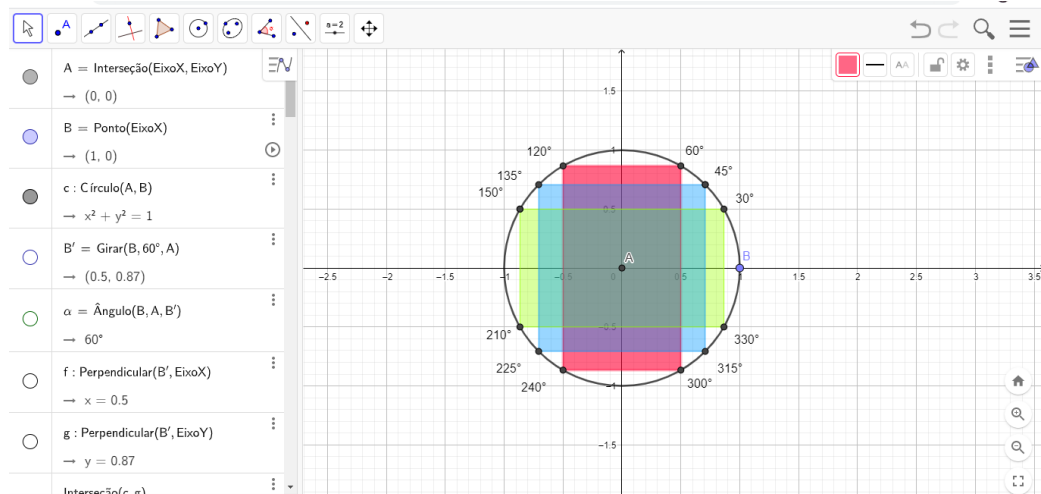 A
a=2
A = Interseção(EixoX, EixoY)
→ (0, 0)
B = Ponto(EixoX)
→ (1, 0)
c : Círculo(A, B)
→ x² + y² = 1
B′ = Girar(B, 60°, A)
→ (0.5, 0.87)
α = Ângulo(B, A, B′)
→ 60°
f : Perpendicular(B′, EixoX)
→ x = 0.5
g : Perpendicular(B′, EixoY)
→ y = 0.87
Interseção(c, g)
AA
1.5
1
0.5
120° 60°
135° 45°
150° 30°
A B
−2.5 −2 −1.5 −1 −0.5 0 0.5 1 1.5 2 2.5 3 3.5
−0.5
210° 330°
225° 315°
240° 300°
−1
−1.5